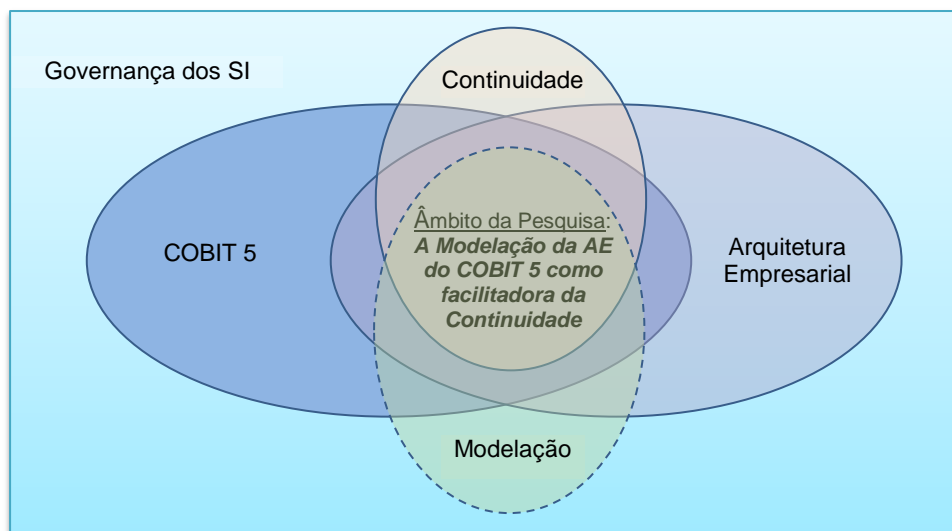 Governança dos SI
Continuidade
COBIT 5
Âmbito da Pesquisa:
A Modelação da AE
do COBIT 5 como
facilitadora da
Continuidade
Arquitetura
Empresarial
Modelação